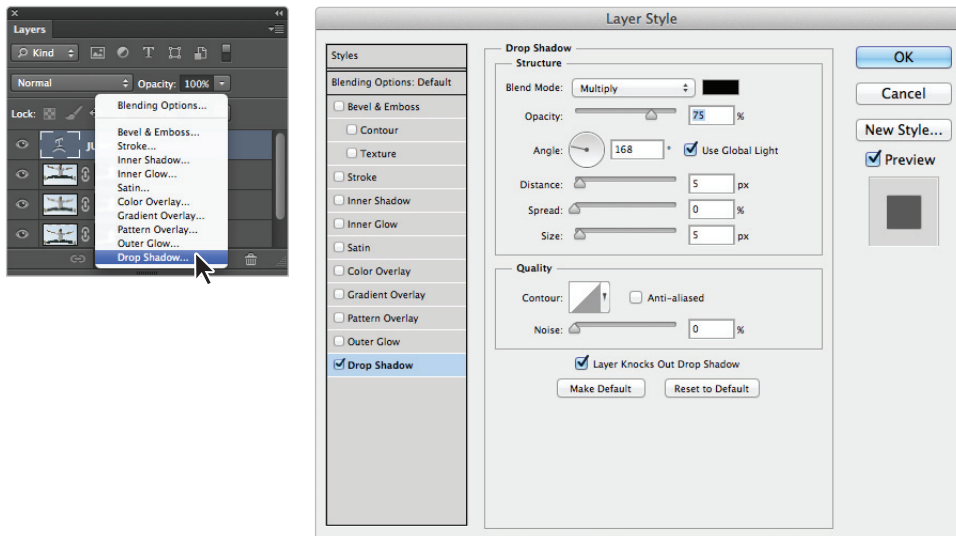 Layers
Kind
Normal Opacity: 100%
Lock:
Blending Options...
Bevel & Emboss...
Stroke...
Inner Shadow...
Inner Glow...
Satin...
Color Overlay...
Gradient Overlay...
Pattern Overlay...
Outer Glow...
Drop Shadow...
Layer Style
Styles
Blending Options: Default
Bevel & Emboss
Contour
Texture
Stroke
Inner Shadow
Inner Glow
Satin
Color Overlay
Gradient Overlay
Pattern Overlay
Outer Glow
Drop Shadow
Drop Shadow
Structure
Blend Mode: Multiply
Opacity: 75 %
Angle: 168 ° Use Global Light
Distance: 5 px
Spread: 0 %
Size: 5 px
Quality
Contour: Anti-aliased
Noise: 0 %
Layer Knocks Out Drop Shadow
Make Default Reset to Default
OK
Cancel
New Style...
Preview